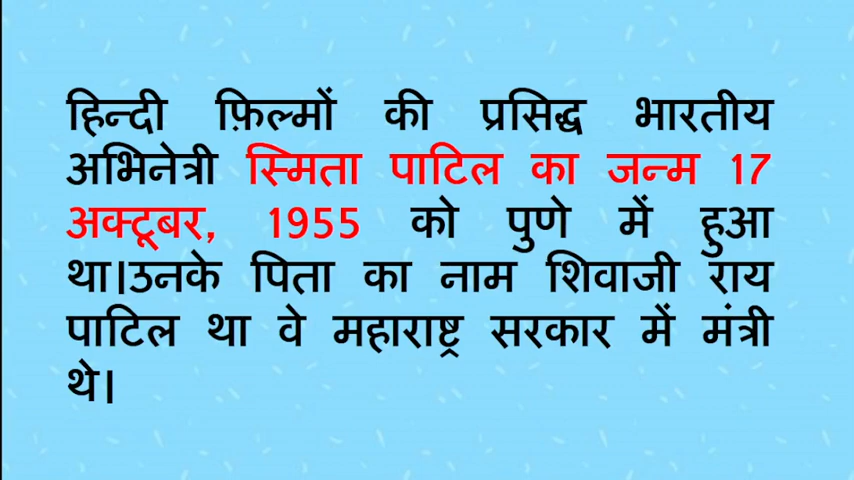 हिन्दी फ़िल्मों की प्रसिद्ध भारतीय
अभिनेत्री स्मिता पाटिल का जन्म 17
अक्टूबर, 1955 को पुणे में हुआ
था।उनके पिता का नाम शिवाजी राय
पाटिल था वे महाराष्ट्र सरकार में मंत्री
थे।